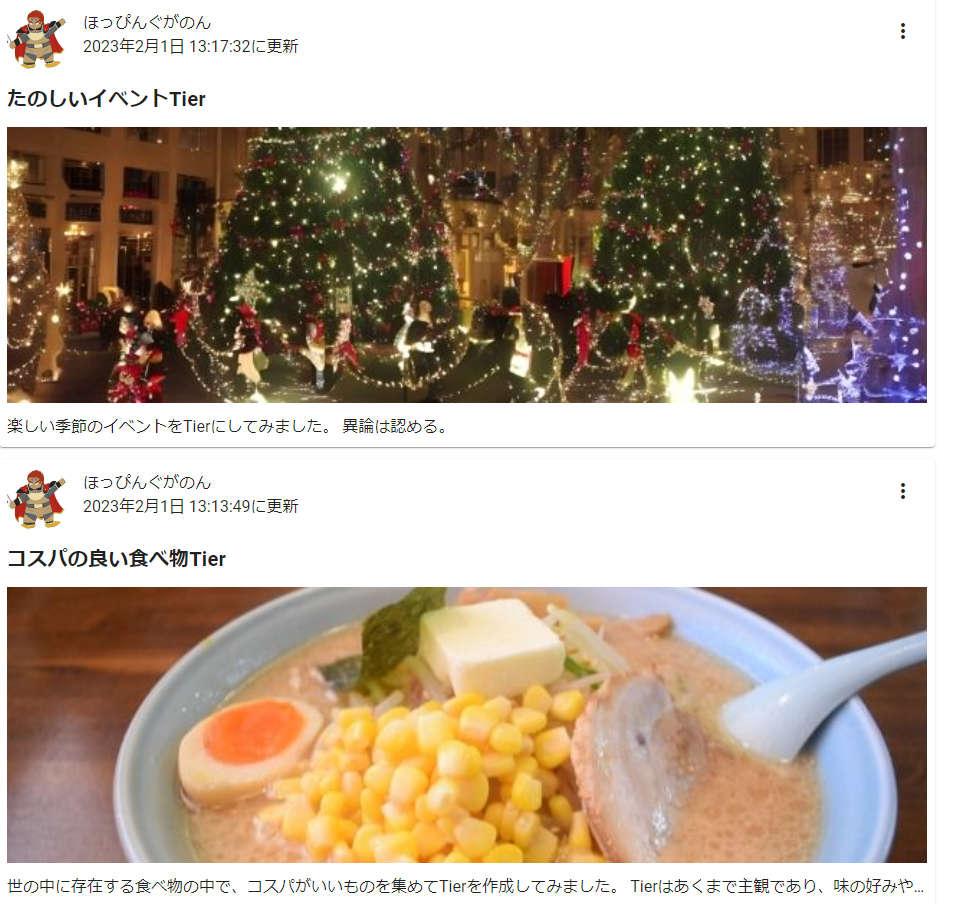 ほっぴんぐがのん
2023年2月1日 13:17:32に更新
たのしいイベントTier
楽しい季節のイベントをTierにしてみました。 異論は認める。
ほっぴんぐがのん
2023年2月1日 13:13:49に更新
コスパの良い食べ物Tier
世の中に存在する食べ物の中で、コスパがいいものを集めてTierを作成してみました。 Tierはあくまで主観であり、味の好みや...